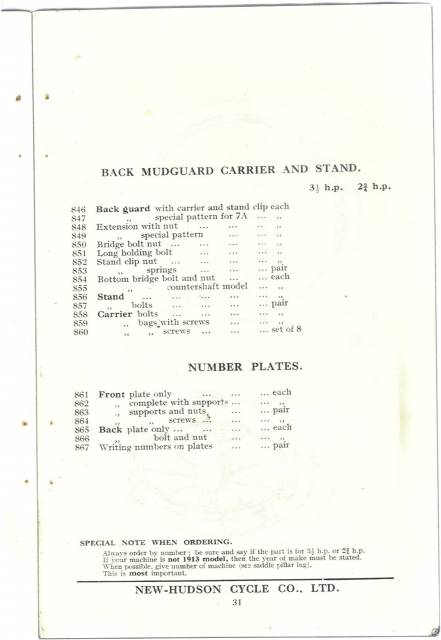 BACK MUDGUARD CARRIER AND STAND.
3½ h.p. 2¾ h.p.
846 Back guard with carrier and stand clip each
847 ,, special pattern for 7A ... ,,
848 Extension with nut ... ... .. ,,
849 ,, special pattern ... ... ,,
850 Bridge bolt nut ... ... ... ... ,,
851 Long holding bolt ... ... ... ,,
852 Stand clip nut ... ... ... ... ,,
853 ,, springs ... ... ... pair
854 Bottom bridge bolt and nut ... ... each
855 ,, countershaft model ... ,,
856 Stand ... ... ... ... ... ,,
857 ,, bolts ... ... ... ... pair
858 Carrier bolts ... ... ... ... ,,
859 ,, bags with screws ... ... ,,
860 ,, ,, screws ... ... ... set of 8
NUMBER PLATES.
861 Front plate only ... ... ... each
862 ,, complete with supports ... ... ,,
863 ,, supports and nuts ... ... pair
864 ,, ,, screws ... ... ... ,,
865 Back plate only ... ... ... ... each
866 ,, bolt and nut ... ... ,,
867 Writing numbers on plates ... ... pair
SPECIAL NOTE WHEN ORDERING.
Always order by number ; be sure and say if the part is for 3½ h.p. or 2¾ h.p.
If your machine is not 1913 model, then the year of make must be stated.
When possible, give number of machine (see saddle pillar lug).
This is most important.
NEW-HUDSON CYCLE CO., LTD.
31